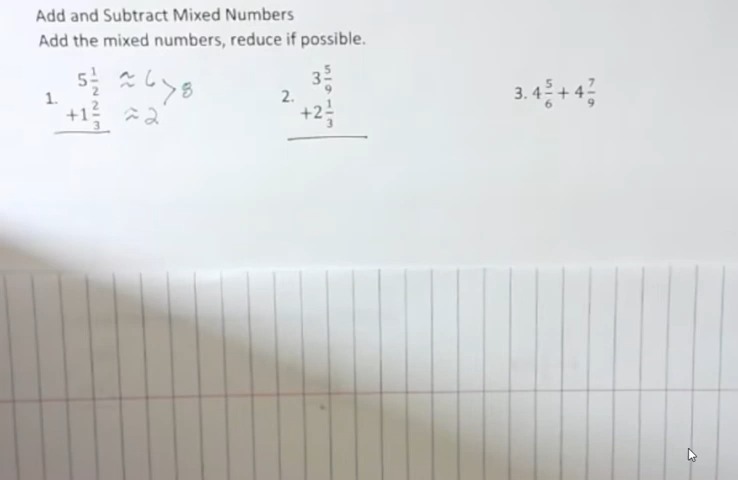 Add and Subtract Mixed Numbers
Add the mixed numbers, reduce if possible.
1. 5 1/2 ≈ 6 > 8
+1 2/3 ≈ 2
2. 3 5/9
+2 1/3
3. 4 5/6 + 4 7/9